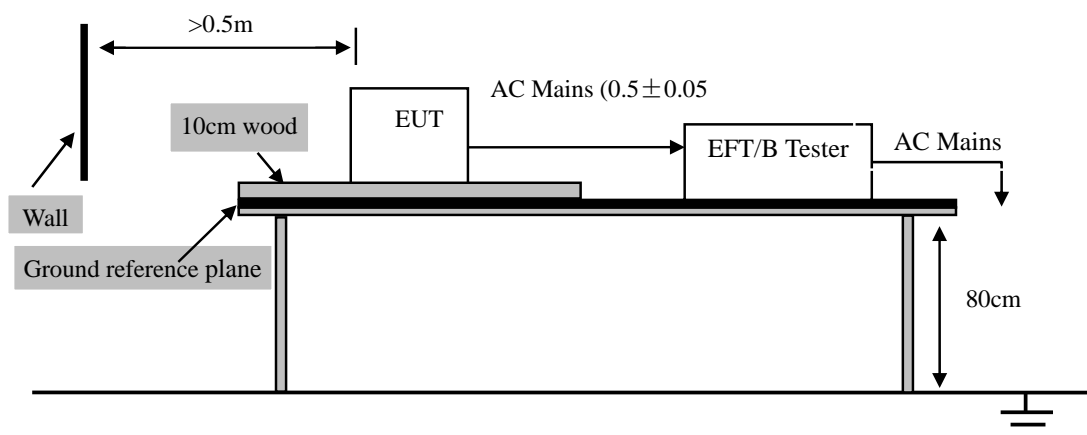 >0.5m
AC Mains (0.5±0.05
EUT
10cm wood
EFT/B Tester
AC Mains
Wall
Ground reference plane
80cm